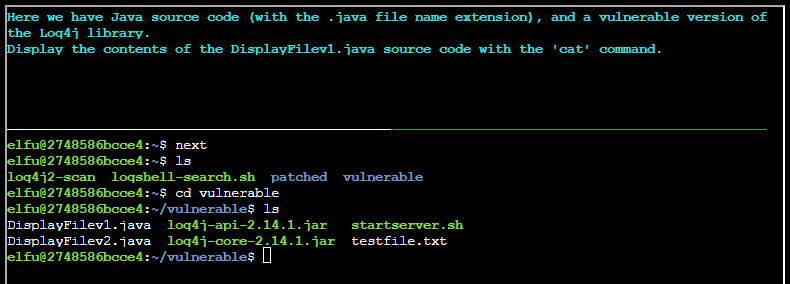 Here we have Java source code (with the .java file name extension), and a vulnerable version of
the Log4j library.
Display the contents of the DisplayFilev1.java source code with the 'cat' command.
elfu@2748586bcce4:~$ next
elfu@2748586bcce4:~$ ls
log4j2-scan  logshell-search.sh  patched  vulnerable
elfu@2748586bcce4:~$ cd vulnerable
elfu@2748586bcce4:~/vulnerable$ ls
DisplayFilev1.java  log4j-api-2.14.1.jar   startserver.sh
DisplayFilev2.java  log4j-core-2.14.1.jar  testfile.txt
elfu@2748586bcce4:~/vulnerable$